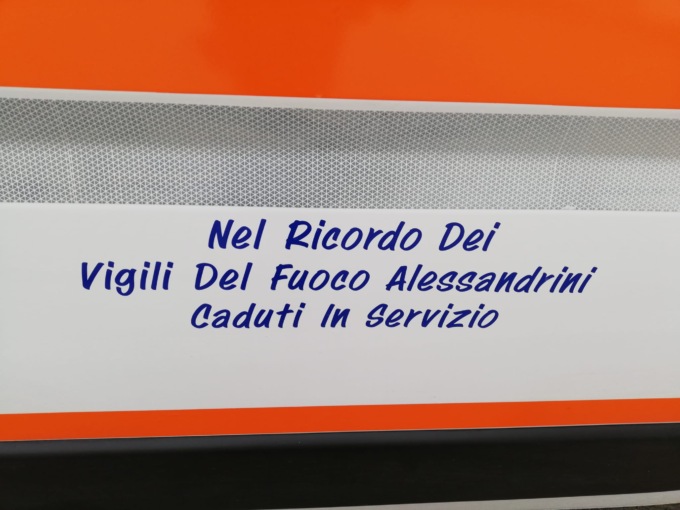 Nel Ricordo Dei
Vigili Del Fuoco Alessandrini
Caduti In Servizio